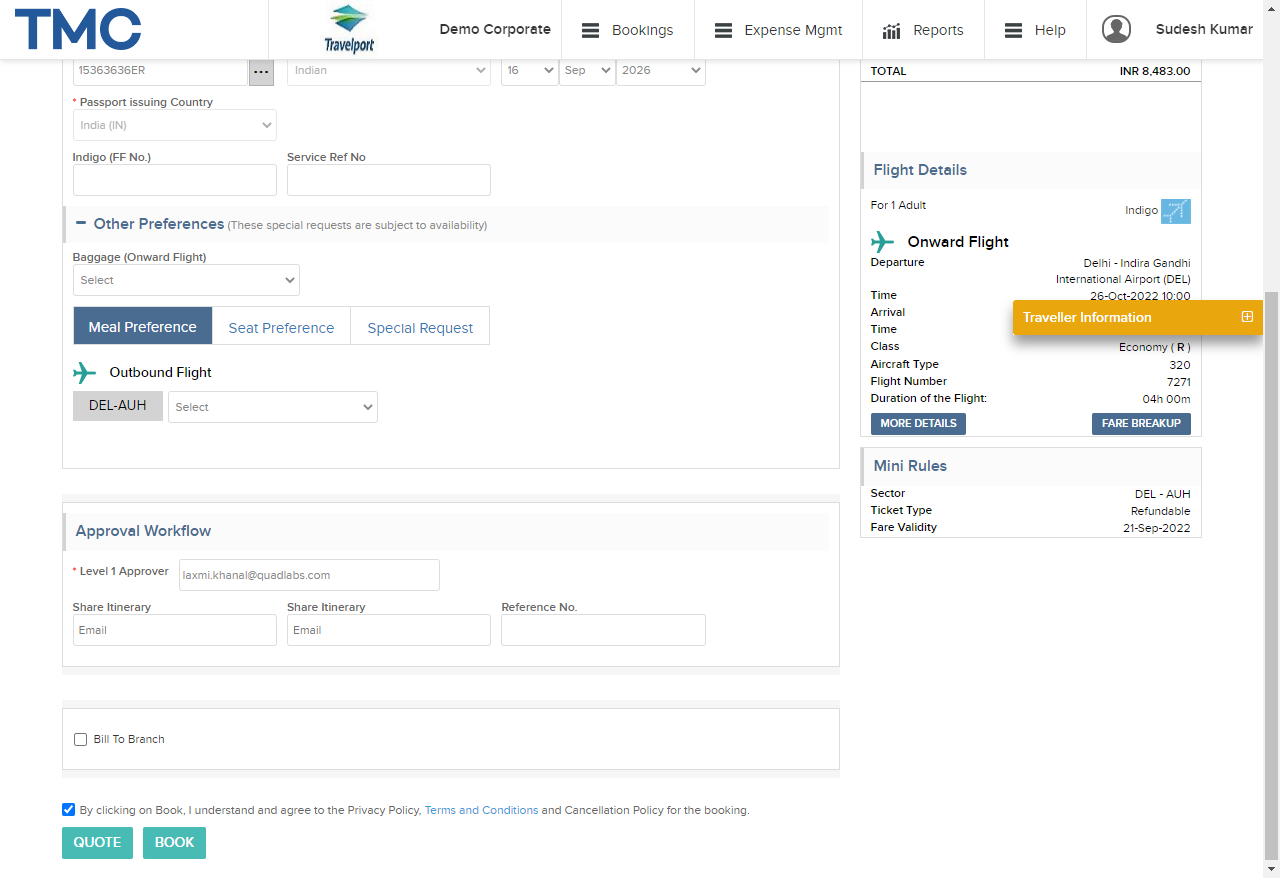 TMC
Travelport
Demo Corporate
Bookings
Expense Mgmt
Reports
Help
Sudesh Kumar
15363636ER
...
Indian
16
Sep
2026
* Passport issuing Country
India (IN)
Indigo (FF No.)
Service Ref No
Other Preferences (These special requests are subject to availability)
Baggage (Onward Flight)
Select
Meal Preference
Seat Preference
Special Request
Outbound Flight
DEL-AUH
Select
Approval Workflow
* Level 1 Approver
laxmi.khanal@quadlabs.com
Share Itinerary
Share Itinerary
Reference No.
Email
Email
Bill To Branch
By clicking on Book, I understand and agree to the Privacy Policy, Terms and Conditions and Cancellation Policy for the booking.
QUOTE
BOOK
TOTAL INR 8,483.00
Flight Details
For 1 Adult
Indigo
Onward Flight
Departure Delhi - Indira Gandhi
International Airport (DEL)
Time 26-Oct-2022 10:00
Arrival
Traveller Information
Time
Class Economy ( R )
Aircraft Type 320
Flight Number 7271
Duration of the Flight: 04h 00m
MORE DETAILS
FARE BREAKUP
Mini Rules
Sector DEL - AUH
Ticket Type Refundable
Fare Validity 21-Sep-2022